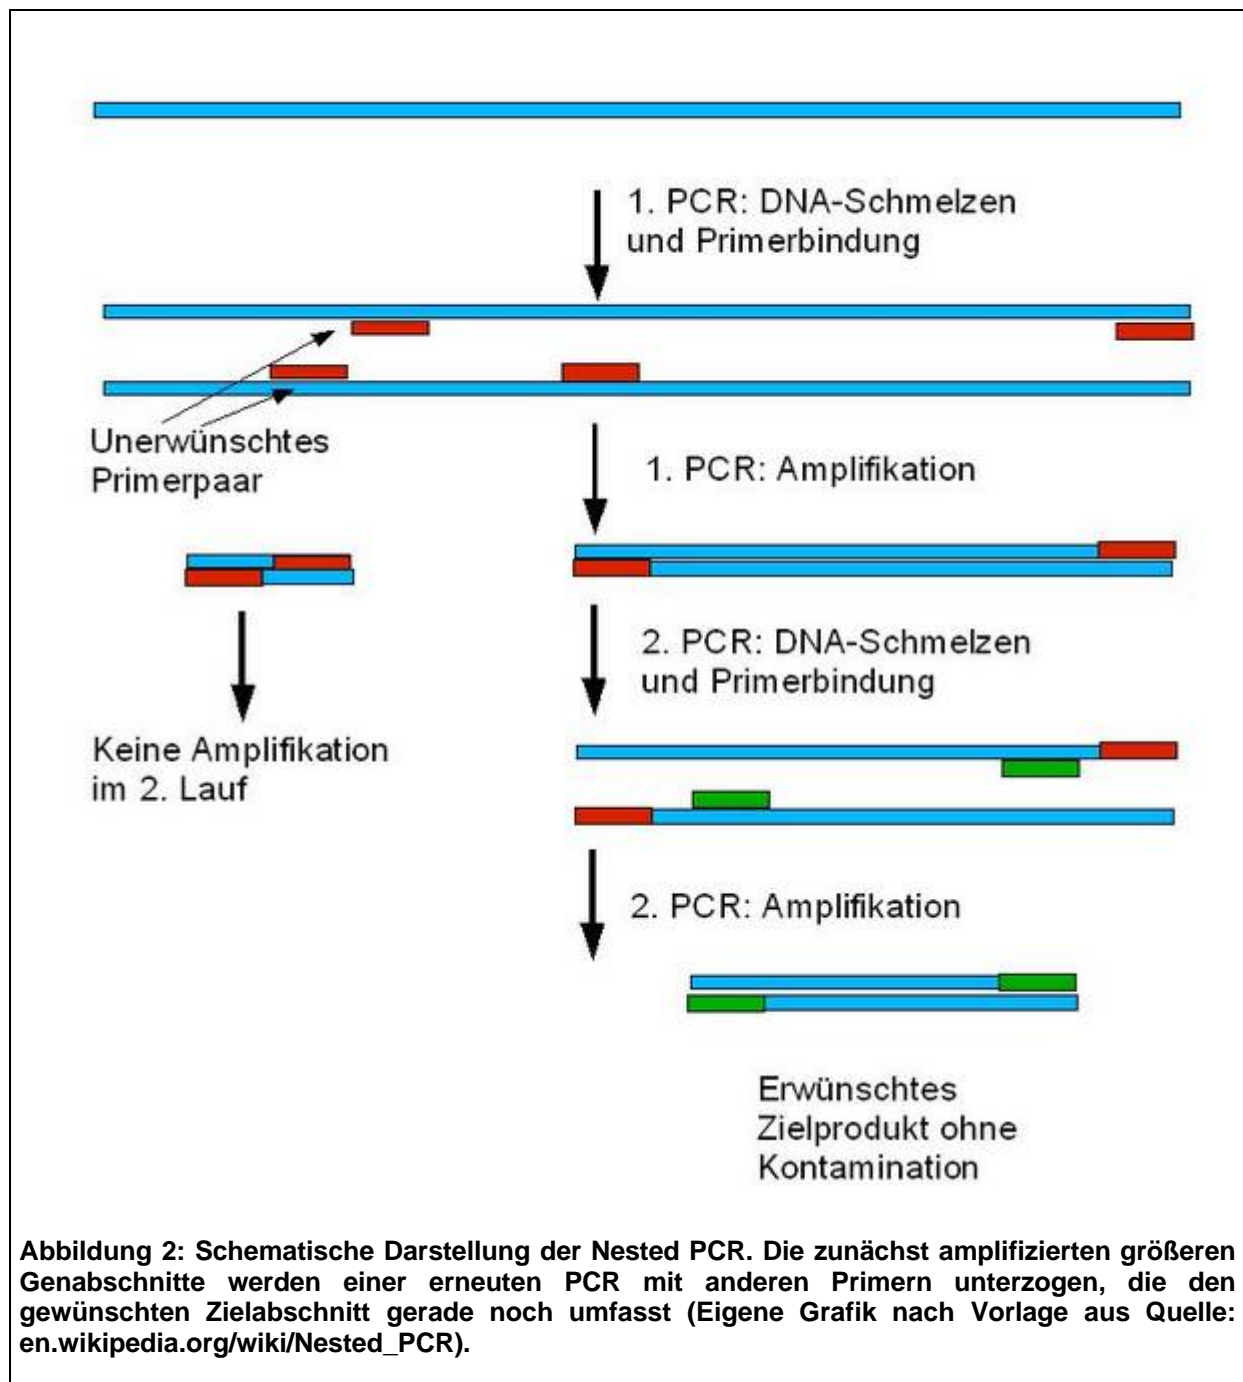 1. PCR: DNA-Schmelzen
und Primerbindung
Unerwünschtes
Primerpaar
1. PCR: Amplifikation
2. PCR: DNA-Schmelzen
und Primerbindung
Keine Amplifikation
im 2. Lauf
2. PCR: Amplifikation
Erwünschtes
Zielprodukt ohne
Kontamination
Abbildung 2: Schematische Darstellung der Nested PCR. Die zunächst amplifizierten größeren
Genabschnitte werden einer erneuten PCR mit anderen Primern unterzogen, die den
gewünschten Zielabschnitt gerade noch umfasst (Eigene Grafik nach Vorlage aus Quelle:
en.wikipedia.org/wiki/Nested_PCR).